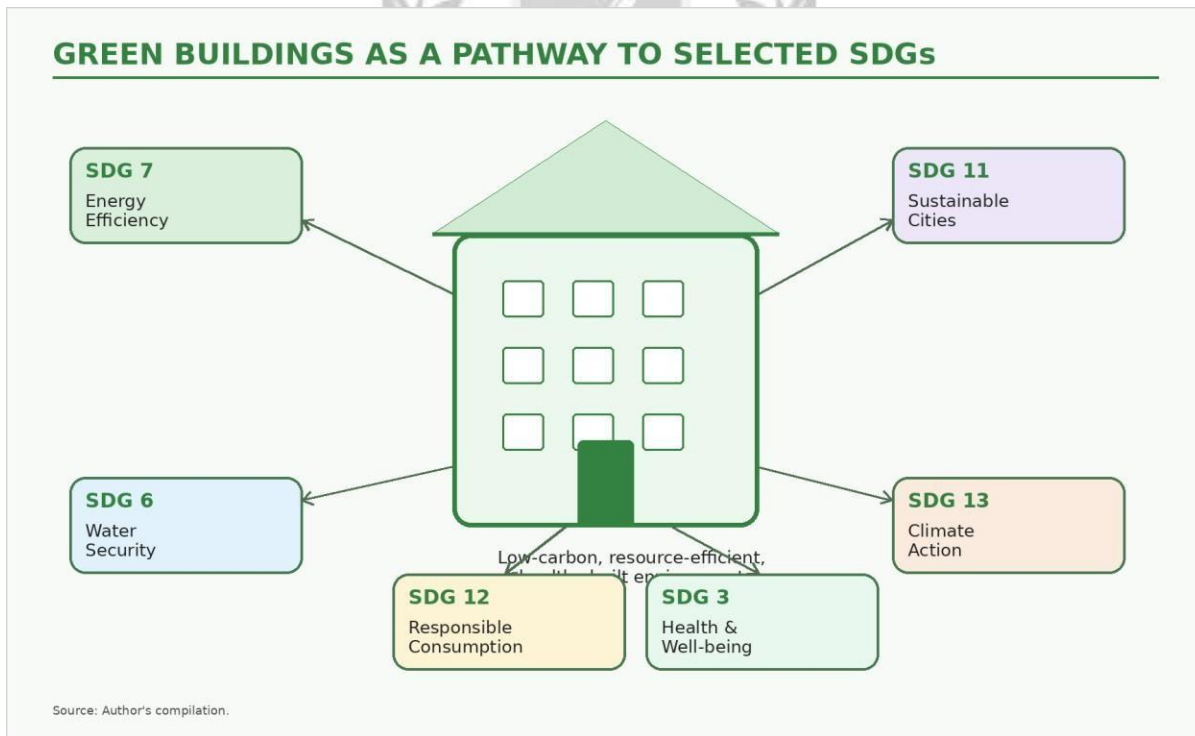 GREEN BUILDINGS AS A PATHWAY TO SELECTED SDGs
SDG 7
Energy
Efficiency
SDG 11
Sustainable
Cities
SDG 6
Water
Security
SDG 13
Climate
Action
Low-carbon, resource-efficient,
built
SDG 12
Responsible
Consumption
SDG 3
Health &
Well-being
Source: Author's compilation.